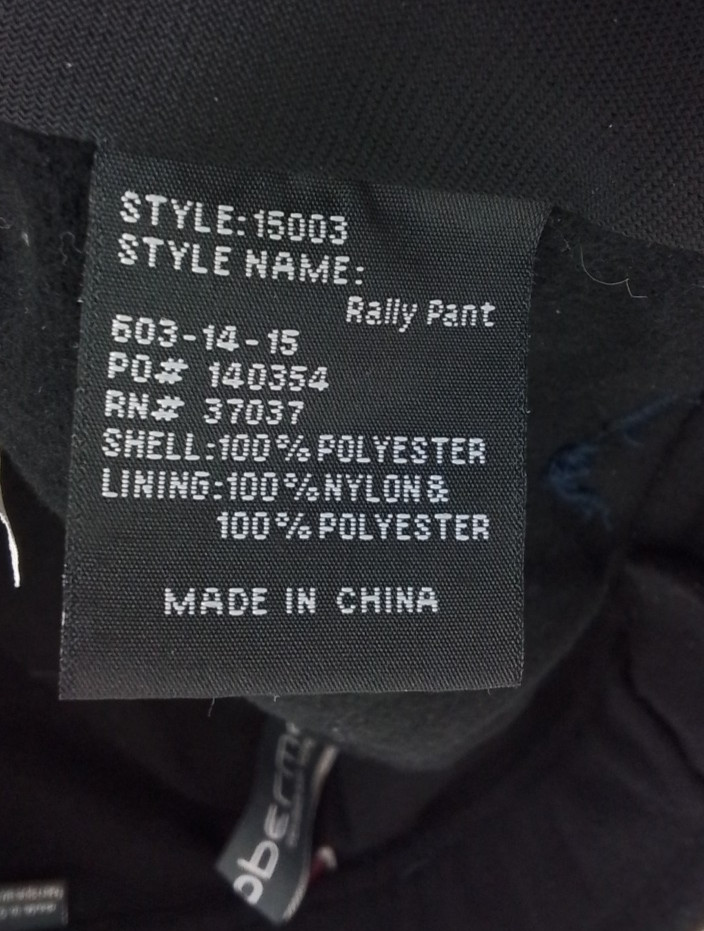 STYLE: 15003
STYLE NAME:
Rally Pant
603-14-15
PO# 140354
RN# 37037
SHELL:100%POLYESTER
LINING:100%NYLON&
100%POLYESTER
MADE IN CHINA
oberm